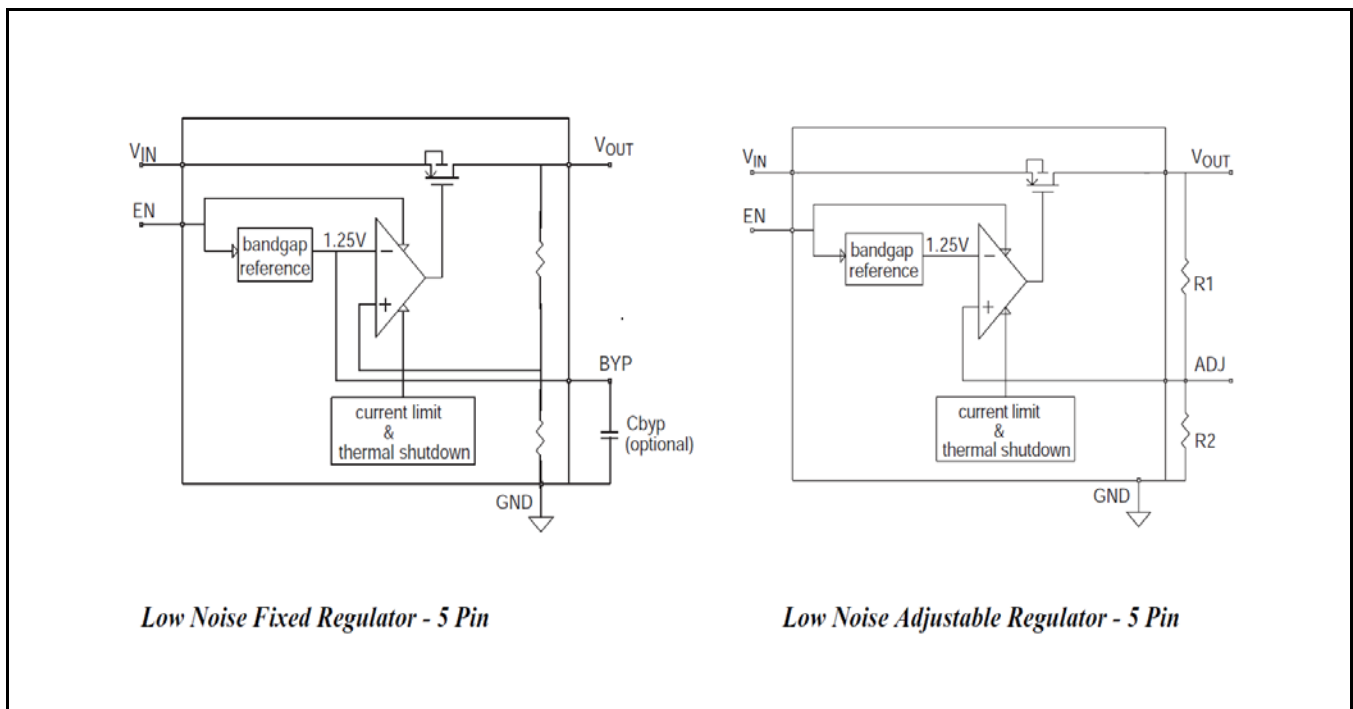 VIN
VOUT
EN
bandgap
reference
1.25V
−
+
BYP
current limit
&
thermal shutdown
Cbyp
(optional)
GND
Low Noise Fixed Regulator - 5 Pin
VIN
VOUT
EN
bandgap
reference
1.25V
−
+
R1
ADJ
current limit
&
thermal shutdown
R2
GND
Low Noise Adjustable Regulator - 5 Pin